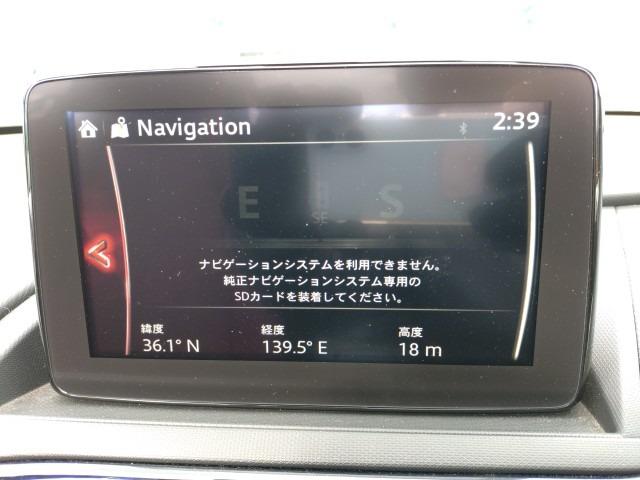 Navigation
2:39
E SE S
ナビゲーションシステムを利用できません。
純正ナビゲーションシステム専用の
SDカードを装着してください。
緯度 経度 高度
36.1° N 139.5° E 18 m